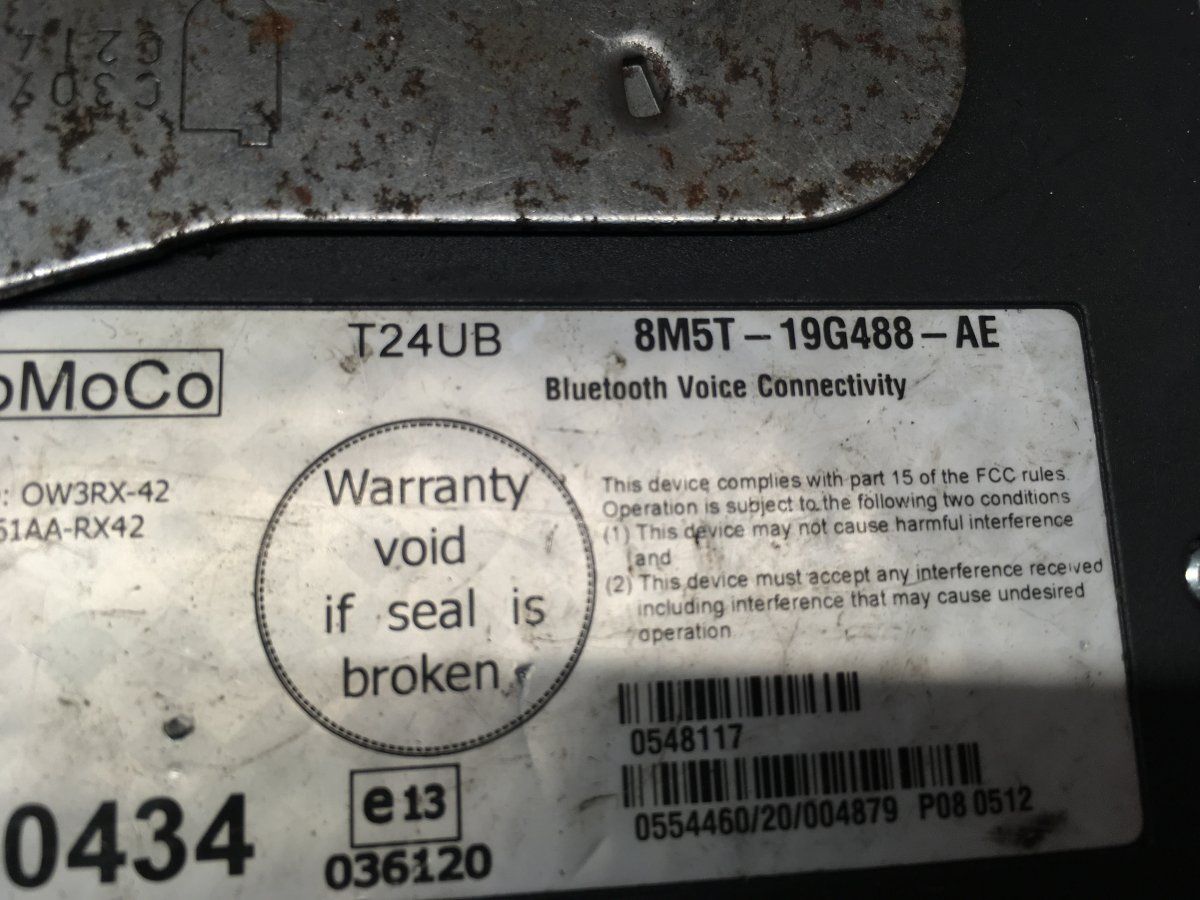 G214
C309
T24UB
8M5T-19G488-AE
oMoCo
Bluetooth Voice Connectivity
: OW3RX-42
51AA-RX42
Warranty
void
if seal is
broken
This device complies with part 15 of the FCC rules.
Operation is subject to the following two conditions
(1) This device may not cause harmful interference
and
(2) This device must accept any interference received
including interference that may cause undesired
operation
0548117
0554460/20/004879 P08 0512
0434
e13
036120